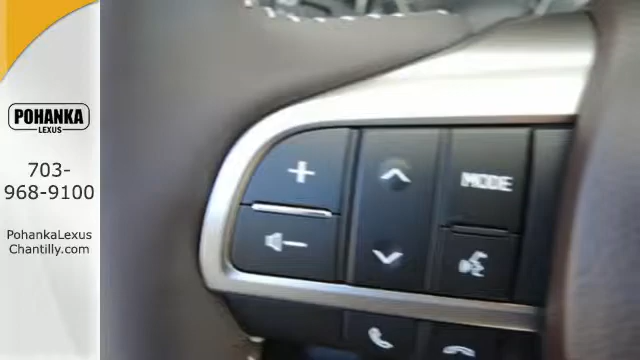 POHANKA
LEXUS
703-
968-9100
PohankaLexus
Chantilly.com
+
MODE